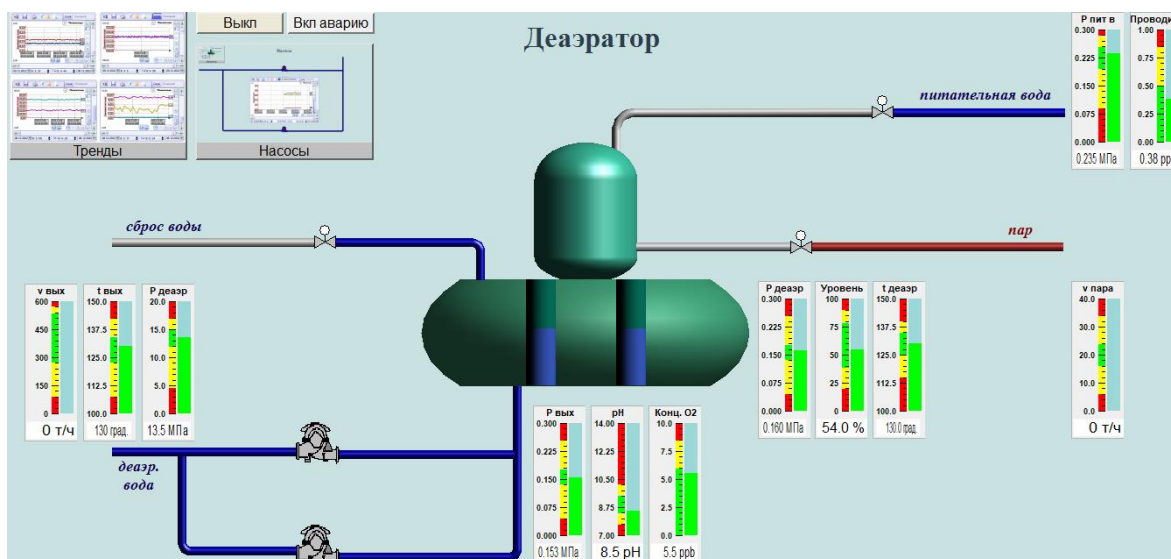 Выкл
Вкл аварию
Деаэратор
Тренды
Насосы
Р пит в
0.300
0.225
0.150
0.075
0.000
0.235 МПа
Проводи
1.00
0.75
0.50
0.25
0.00
0.38 pp
питательная вода
сброс воды
пар
v вых
600
450
300
150
0
0 т/ч
t вых
150.0
137.5
125.0
112.5
100.0
130 град.
Р деаэр
20.0
15.0
10.0
5.0
0.0
13.5 МПа
Р деаэр
0.300
0.225
0.150
0.075
0.000
0.160 МПа
Уровень
100
75
50
25
0
54.0 %
t деаэр
150.0
137.5
125.0
112.5
100.0
130.0 град.
v пара
40.0
30.0
20.0
10.0
0.0
0 т/ч
деаэр.
вода
Р вых
0.300
0.225
0.150
0.075
0.000
0.153 МПа
pH
14.00
12.25
10.50
8.75
7.00
8.5 pH
Конц. О2
10.0
7.5
5.0
2.5
0.0
5.5 ppb